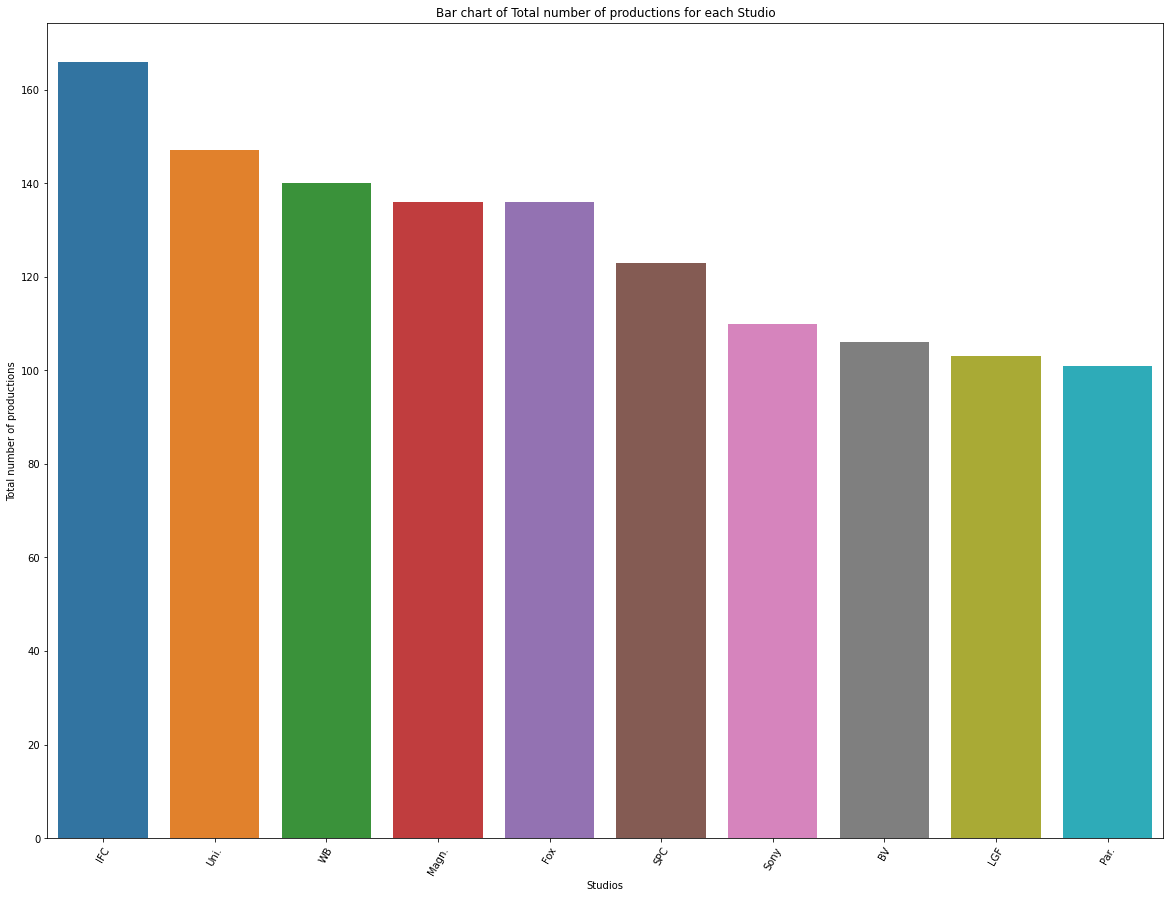 Bar chart of Total number of productions for each Studio
Total number of productions
160
140
120
100
80
60
40
20
0
IFC
Uni.
WB
Magn.
Fox
SPC
Sony
BV
LGF
Par.
Studios